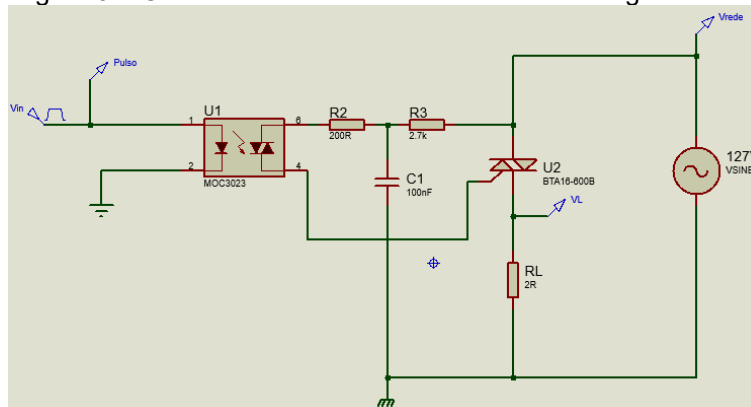 Vrede
Pulso
Vin
U1
1
6
2
4
MOC3023
R2
200R
R3
2.7k
C1
100nF
U2
BTA16-600B
VL
RL
2R
127
VSINE